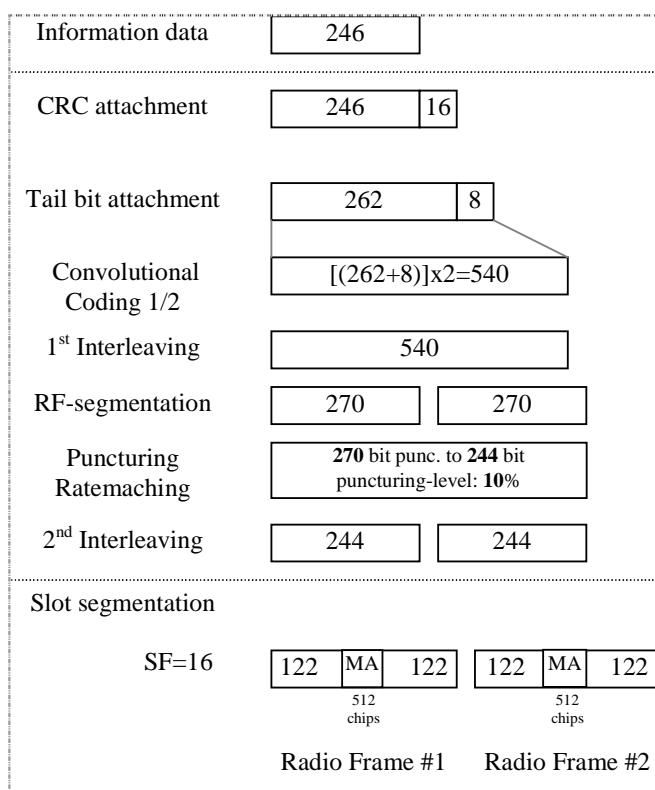 Information data 246
CRC attachment 246 16
Tail bit attachment 262 8
Convolutional
Coding 1/2
[(262+8)]x2=540
1st Interleaving 540
RF-segmentation 270 270
Puncturing
Ratemaching
270 bit punc. to 244 bit
puncturing-level: 10%
2nd Interleaving 244 244
Slot segmentation
SF=16 122 MA 122 122 MA 122
512 512
chips chips
Radio Frame #1 Radio Frame #2